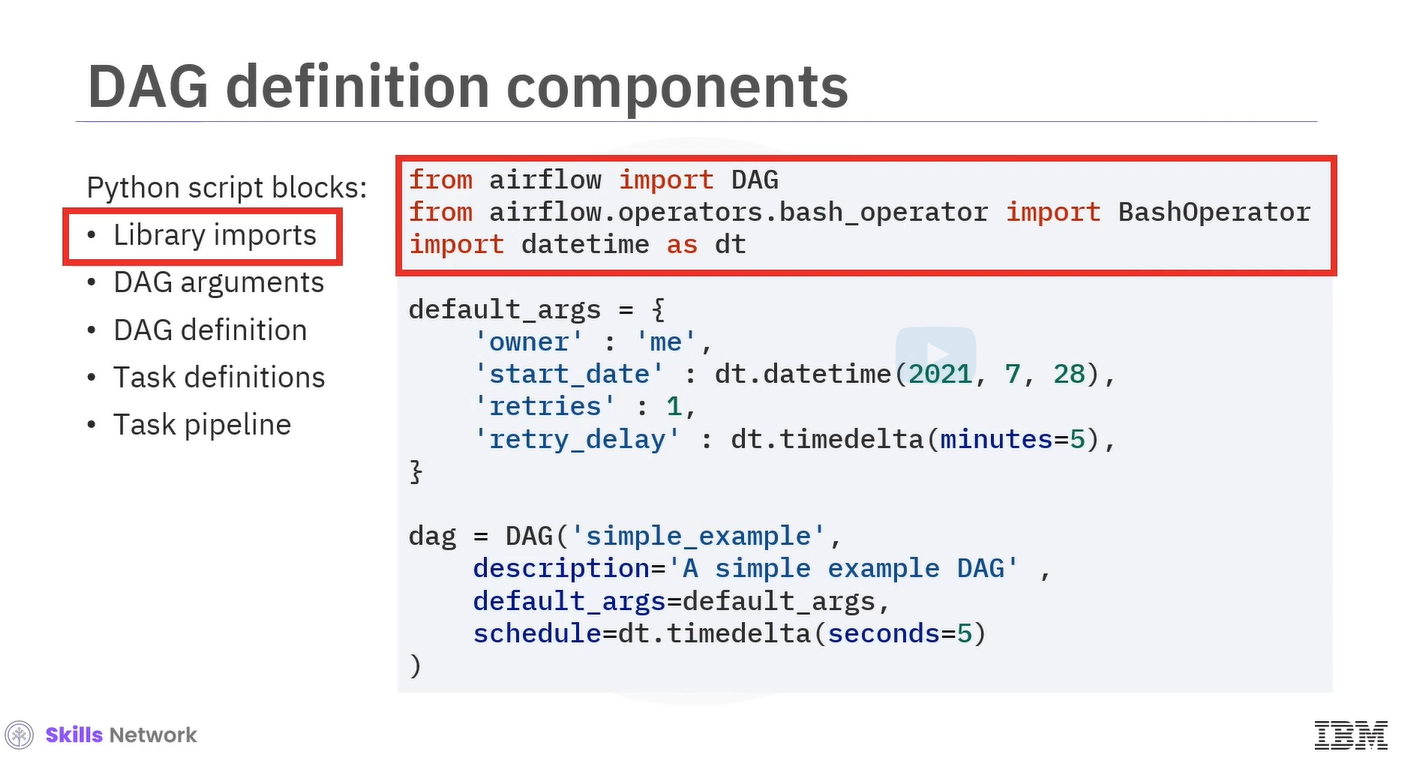 DAG definition components
Python script blocks:
• Library imports
• DAG arguments
• DAG definition
• Task definitions
• Task pipeline
from airflow import DAG
from airflow.operators.bash_operator import BashOperator
import datetime as dt
default_args = {
    'owner' : 'me',
    'start_date' : dt.datetime(2021, 7, 28),
    'retries' : 1,
    'retry_delay' : dt.timedelta(minutes=5),
}
dag = DAG('simple_example',
    description='A simple example DAG' ,
    default_args=default_args,
    schedule=dt.timedelta(seconds=5)
)
Skills Network
IBM